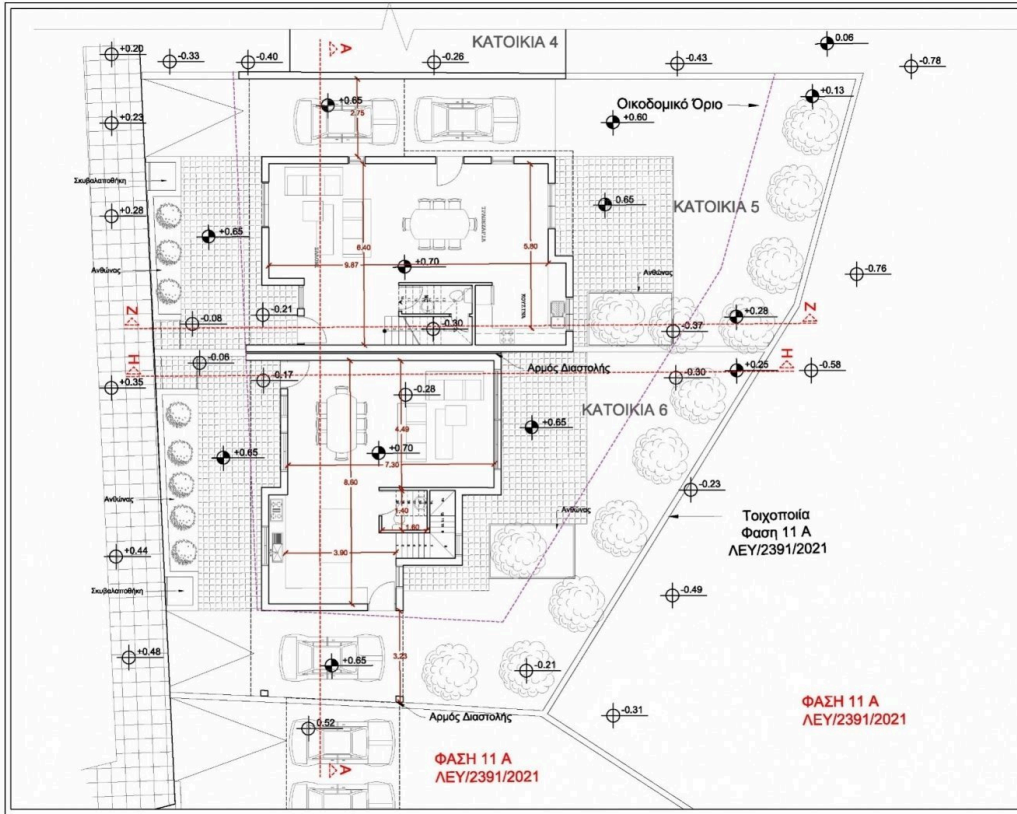 ΚΑΤΟΙΚΙΑ 4
A
+0.20
-0.33
-0.40
-0.26
-0.43
0.06
-0.78
+0.65
2.75
Οικοδομικό Όριο
+0.13
+0.23
+0.60
Σκυβαλαποθήκη
+0.28
+0.65
0.65
ΚΑΤΟΙΚΙΑ 5
6.40
5.80
9.87
+0.70
Ανθώνας
Ανθώνας
-0.76
ΚΟΥΖΙΝΑ
Z
-0.08
-0.21
-0.30
-0.37
+0.28
Z
H
-0.06
H
+0.35
-0.17
-0.28
Αρμός Διαστολής
-0.30
+0.25
-0.58
ΚΑΤΟΙΚΙΑ 6
4.49
+0.65
+0.65
+0.70
7.30
8.60
-0.23
Ανθώνας
1.40
1.60
Ανθώνας
Τοιχοποιία
Φαση 11 Α
ΛΕΥ/2391/2021
+0.44
3.90
Σκυβαλαποθήκη
-0.49
+0.48
+0.65
3.23
-0.21
Αρμός Διαστολής
-0.31
0.52
A
ΦΑΣΗ 11 Α
ΛΕΥ/2391/2021
ΦΑΣΗ 11 Α
ΛΕΥ/2391/2021